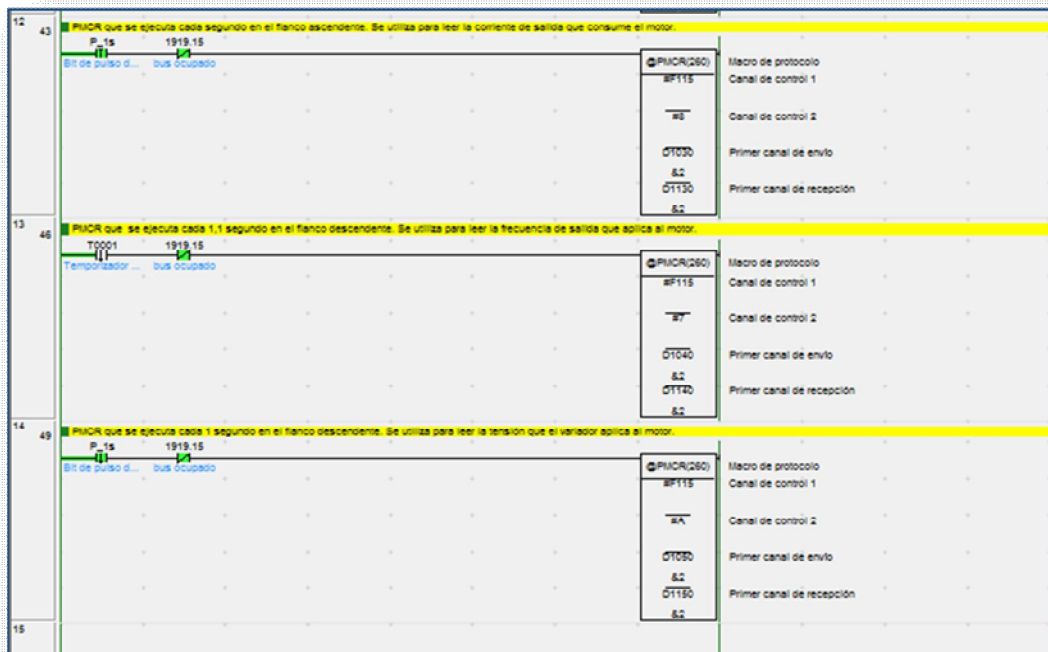 12
43
PMCR que se ejecuta cada segundo en el flanco ascendente. Se utiliza para leer la corriente de salida que consume el motor.
P_1s 1919.15
Bit de pulso d... bus ocupado
@PMCR(260) Macro de protocolo
#F115 Canal de control 1
#8 Canal de control 2
D1030 Primer canal de envío
&2
D1130 Primer canal de recepción
&2
13
46
PMCR que se ejecuta cada 1,1 segundo en el flanco descendente. Se utiliza para leer la frecuencia de salida que aplica al motor.
T0001 1919.15
Temporizador ... bus ocupado
@PMCR(260) Macro de protocolo
#F115 Canal de control 1
#7 Canal de control 2
D1040 Primer canal de envío
&2
D1140 Primer canal de recepción
&2
14
49
PMCR que se ejecuta cada 1 segundo en el flanco descendente. Se utiliza para leer la tensión que el variador aplica al motor.
P_1s 1919.15
Bit de pulso d... bus ocupado
@PMCR(260) Macro de protocolo
#F115 Canal de control 1
#A Canal de control 2
D1050 Primer canal de envío
&2
D1150 Primer canal de recepción
&2
15